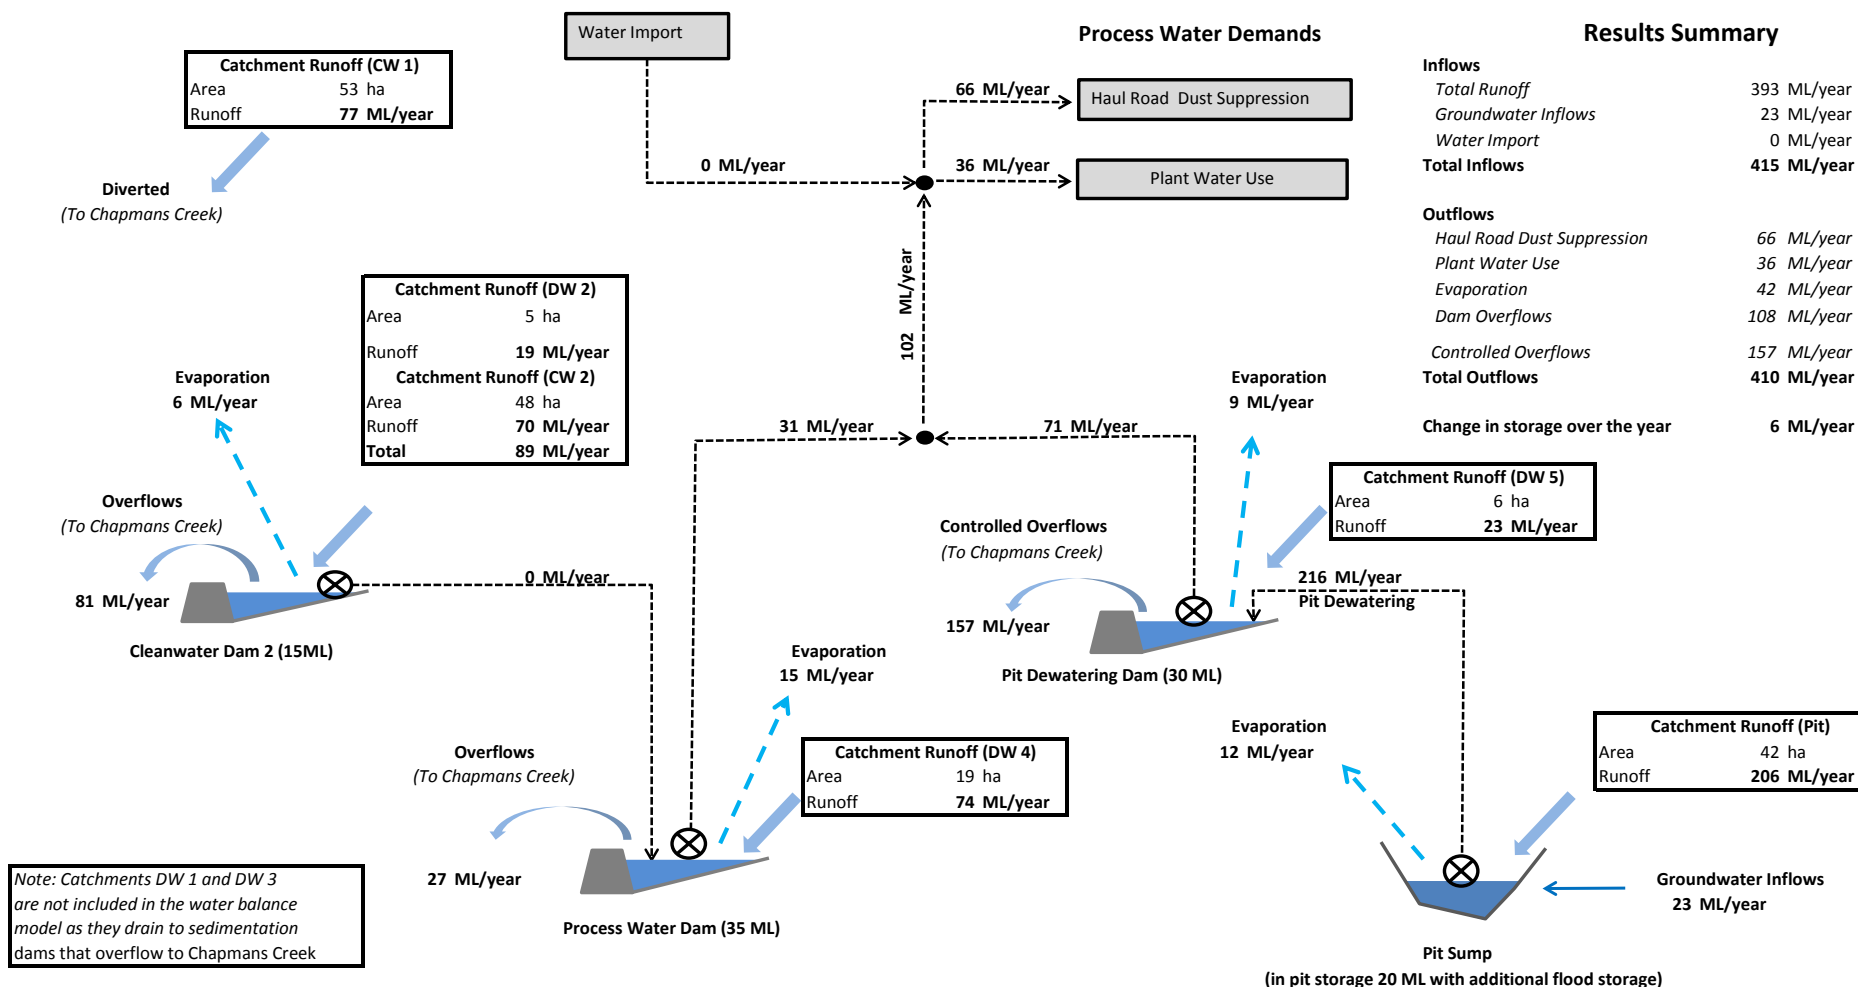 Water Import
Process Water Demands
Results Summary
Catchment Runoff (CW 1)
Area 53 ha
Runoff 77 ML/year
Diverted
(To Chapmans Creek)
66 ML/year
Haul Road Dust Suppression
0 ML/year
36 ML/year
Plant Water Use
102 ML/year
Inflows
Total Runoff 393 ML/year
Groundwater Inflows 23 ML/year
Water Import 0 ML/year
Total Inflows 415 ML/year
Outflows
Haul Road Dust Suppression 66 ML/year
Plant Water Use 36 ML/year
Evaporation 42 ML/year
Dam Overflows 108 ML/year
Controlled Overflows 157 ML/year
Total Outflows 410 ML/year
Change in storage over the year 6 ML/year
Catchment Runoff (DW 2)
Area 5 ha
Runoff 19 ML/year
Catchment Runoff (CW 2)
Area 48 ha
Runoff 70 ML/year
Total 89 ML/year
Evaporation
6 ML/year
Overflows
(To Chapmans Creek)
81 ML/year
Cleanwater Dam 2 (15ML)
0 ML/year
31 ML/year
71 ML/year
Evaporation
9 ML/year
Catchment Runoff (DW 5)
Area 6 ha
Runoff 23 ML/year
Controlled Overflows
(To Chapmans Creek)
157 ML/year
Pit Dewatering Dam (30 ML)
216 ML/year
Pit Dewatering
Evaporation
15 ML/year
Overflows
(To Chapmans Creek)
27 ML/year
Catchment Runoff (DW 4)
Area 19 ha
Runoff 74 ML/year
Process Water Dam (35 ML)
Evaporation
12 ML/year
Catchment Runoff (Pit)
Area 42 ha
Runoff 206 ML/year
Groundwater Inflows
23 ML/year
Pit Sump
(in pit storage 20 ML with additional flood storage)
Note: Catchments DW 1 and DW 3
are not included in the water balance
model as they drain to sedimentation
dams that overflow to Chapmans Creek